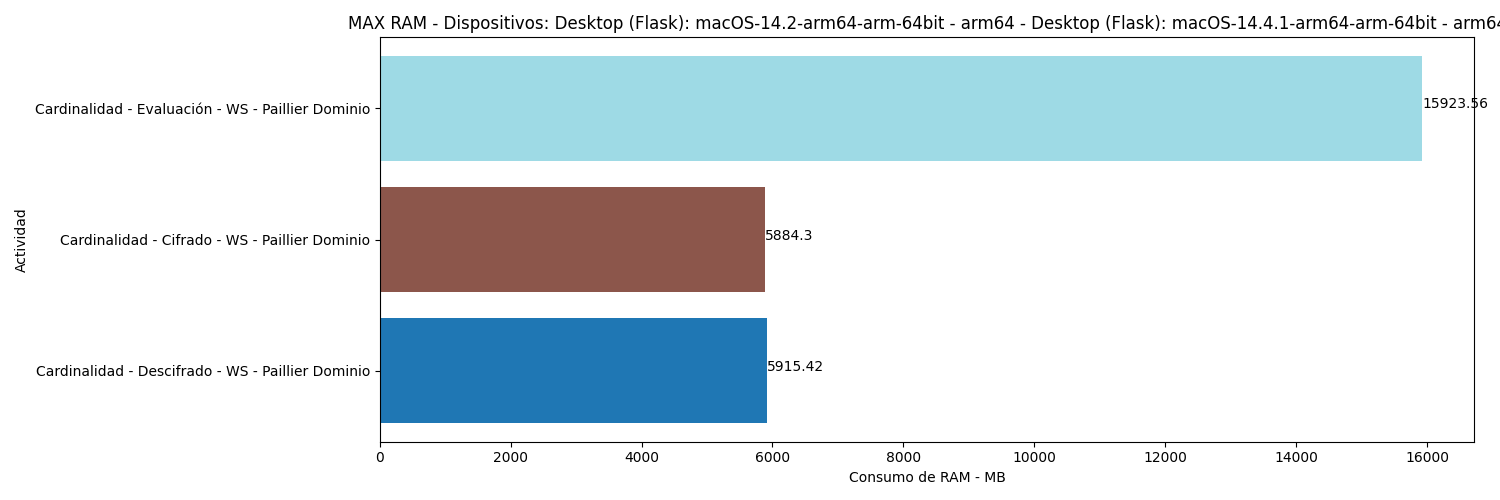 MAX RAM - Dispositivos: Desktop (Flask): macOS-14.2-arm64-arm-64bit - arm64 - Desktop (Flask): macOS-14.4.1-arm64-arm-64bit - arm64
Cardinalidad - Evaluación - WS - Paillier Dominio
15923.56
Cardinalidad - Cifrado - WS - Paillier Dominio
5884.3
Cardinalidad - Descifrado - WS - Paillier Dominio
5915.42
Actividad
0 2000 4000 6000 8000 10000 12000 14000 16000
Consumo de RAM - MB